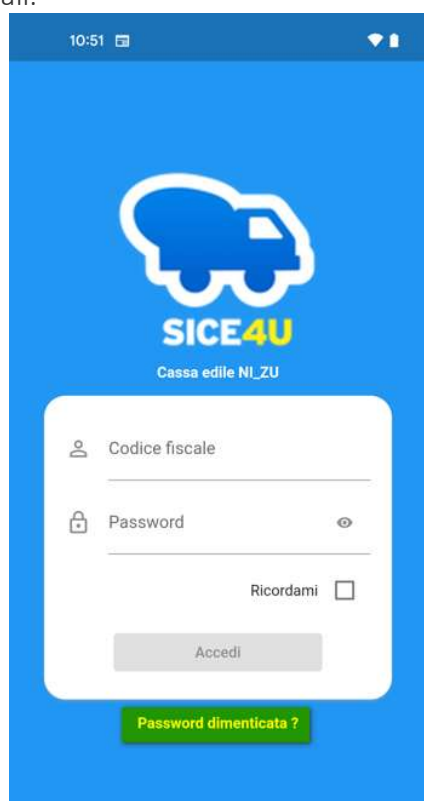 10:51
SICE4U
Cassa edile NI_ZU
Codice fiscale
Password
Ricordami
Accedi
Password dimenticata ?